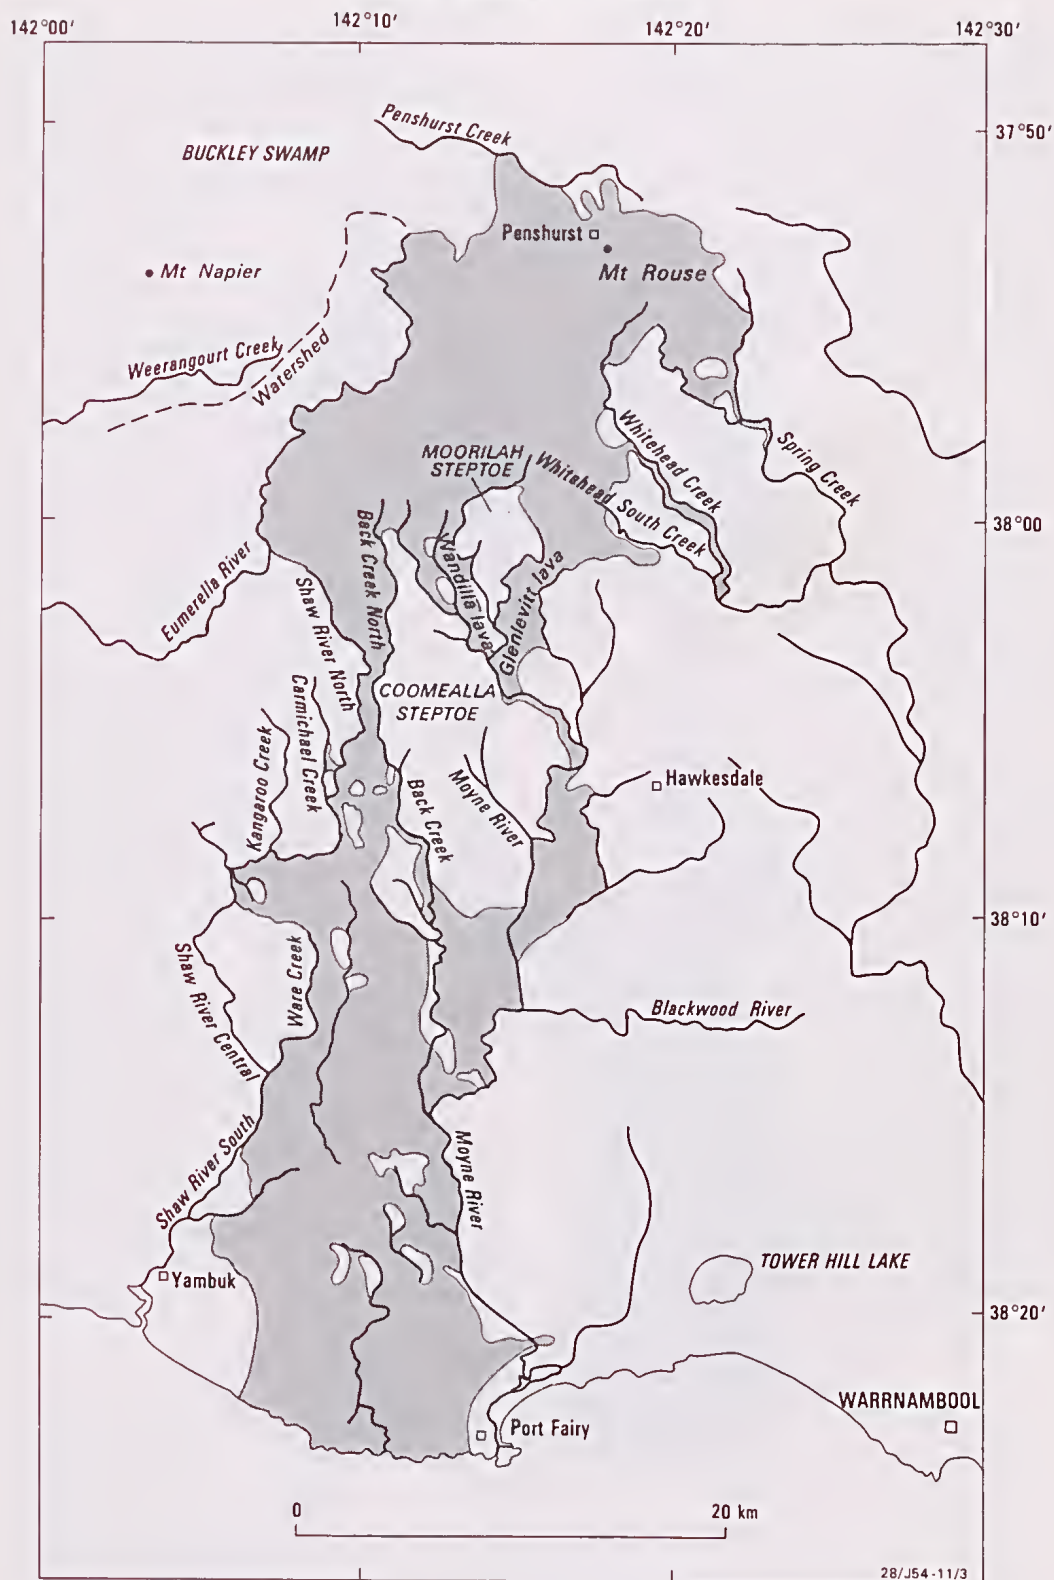 142°00′
142°10′
142°20′
142°30′
37°50′
Penshurst Creek
BUCKLEY SWAMP
Penshurst
Mt Rouse
Mt Napier
Weerangourt Creek
Watershed
MOORILAH
STEPTOE
Whitehead Creek
Whitehead South Creek
Spring Creek
38°00′
Back Creek North
Wandilla lava
Glenlevitt lava
Eumerella River
Shaw River North
COOMEALLA
STEPTOE
Carmichael Creek
Kangaroo Creek
Back Creek
Moyne River
Hawkesdale
38°10′
Shaw River Central
Ware Creek
Blackwood River
Shaw River South
Moyne River
TOWER HILL LAKE
Yambuk
38°20′
WARRNAMBOOL
Port Fairy
0
20 km
28/J54-11/3